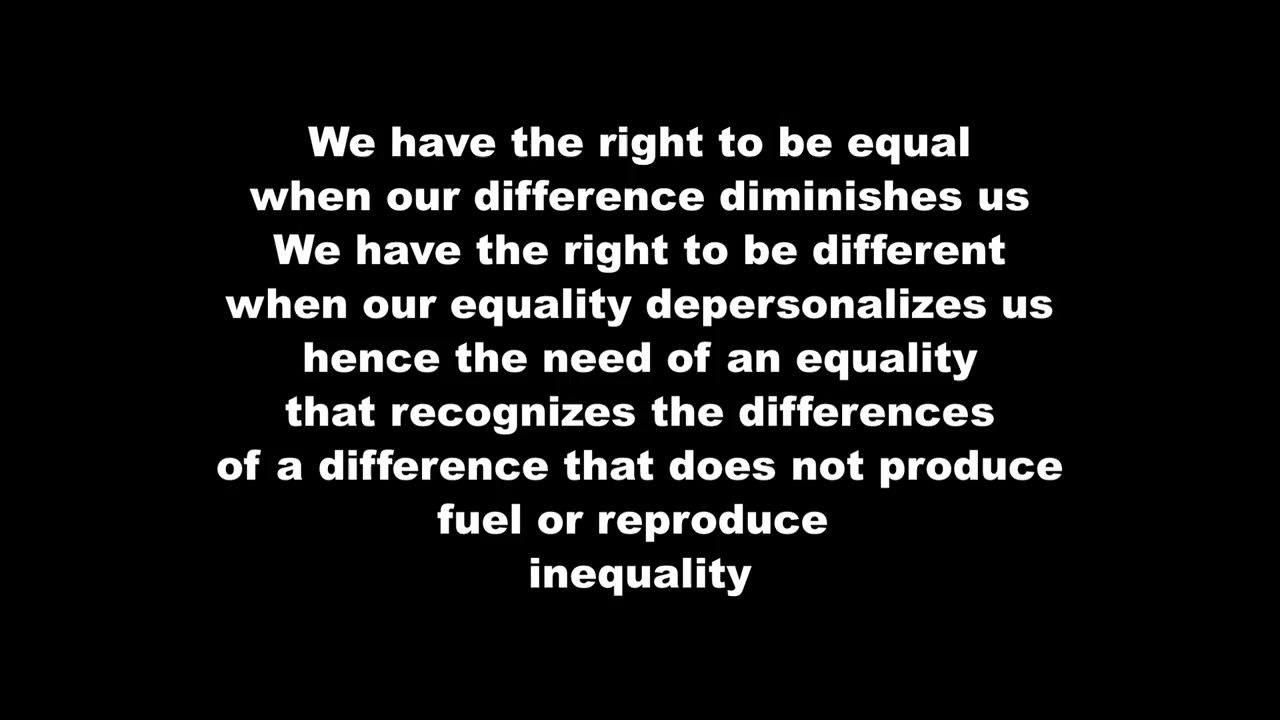 We have the right to be equal
when our difference diminishes us
We have the right to be different
when our equality depersonalizes us
hence the need of an equality
that recognizes the differences
of a difference that does not produce
fuel or reproduce
inequality